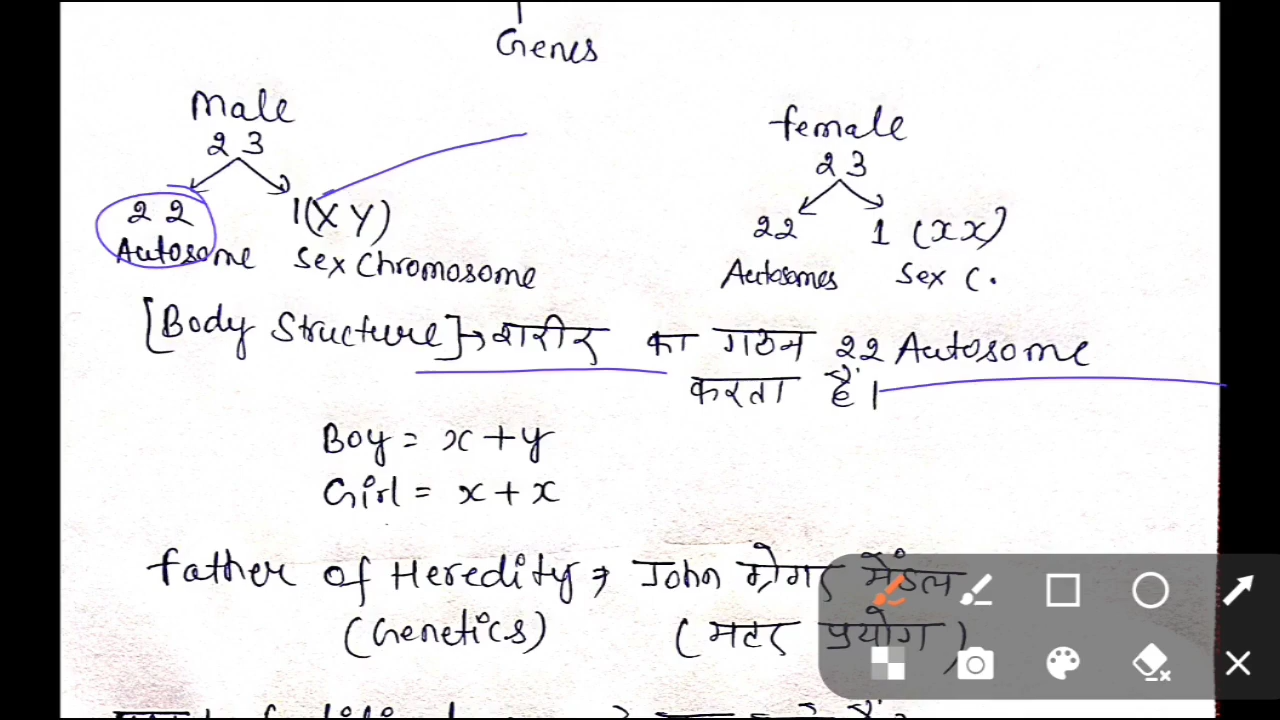 Genes
Male
female
23
23
22
1(XY)
22
1 (xx)
Autosome
Sex Chromosome
Autosomes
Sex C.
[Body Structure]→ शरीर का गठन 22 Autosome
करता हैं।
Boy = x+y
Girl = x+x
father of Heredity → John ग्रेगर मेंडल
(Genetics)
(मटर प्रयोग)